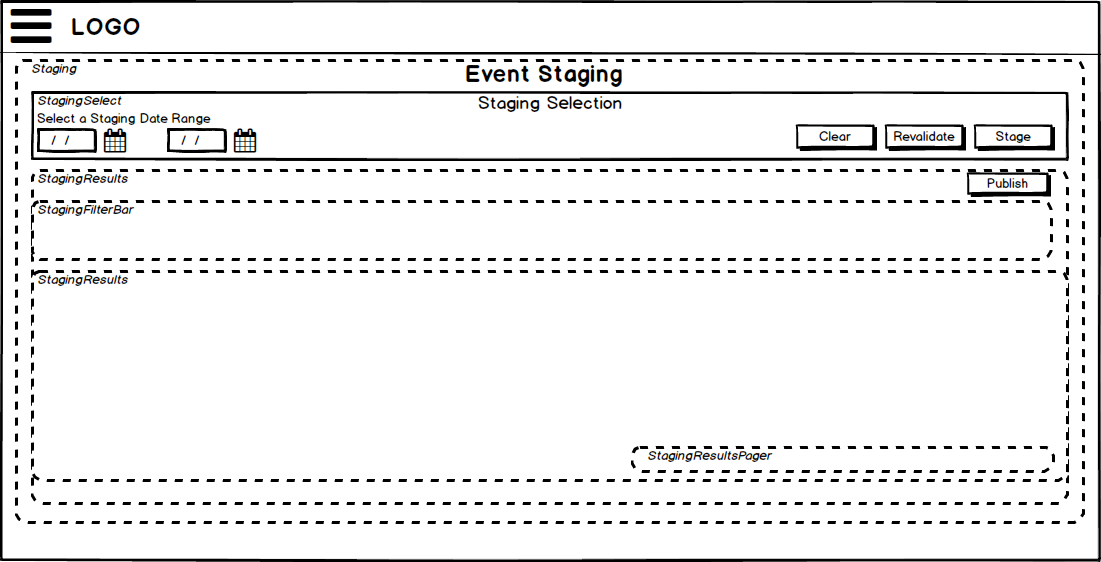 LOGO
Staging
Event Staging
StagingSelect
Staging Selection
Select a Staging Date Range
/ /
/ /
Clear
Revalidate
Stage
StagingResults
Publish
StagingFilterBar
StagingResults
StagingResultsPager